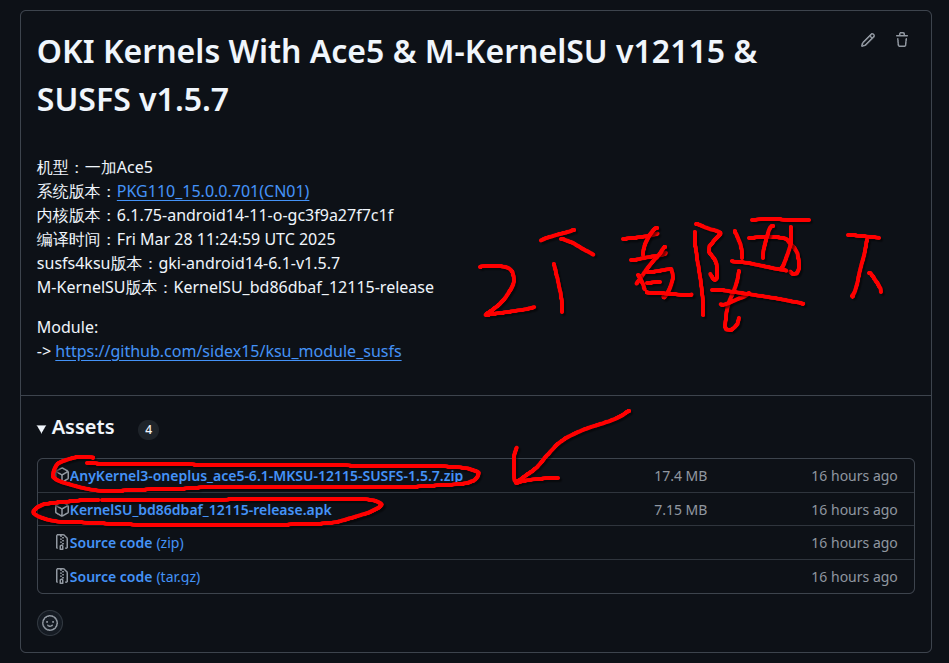 OKI Kernels With Ace5 & M-KernelSU v12115 &
SUSFS v1.5.7
机型：一加Ace5
系统版本：PKG110_15.0.0.701(CN01)
内核版本：6.1.75-android14-11-o-gc3f9a27f7c1f
编译时间：Fri Mar 28 11:24:59 UTC 2025
susfs4ksu版本：gki-android14-6.1-v1.5.7
M-KernelSU版本：KernelSU_bd86dbaf_12115-release
2个都要下
Module:
-> https://github.com/sidex15/ksu_module_susfs
Assets 4
AnyKernel3-oneplus_ace5-6.1-MKSU-12115-SUSFS-1.5.7.zip 17.4 MB 16 hours ago
KernelSU_bd86dbaf_12115-release.apk 7.15 MB 16 hours ago
Source code (zip) 16 hours ago
Source code (tar.gz) 16 hours ago